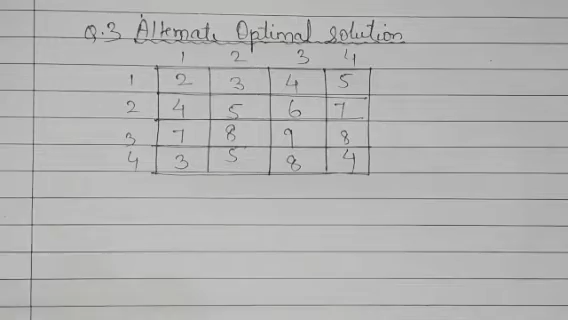 Q.3 Alternate Optimal solution
1 2 3 4
1 2 3 4 5
2 4 5 6 7
3 7 8 9 8
4 3 5 8 4